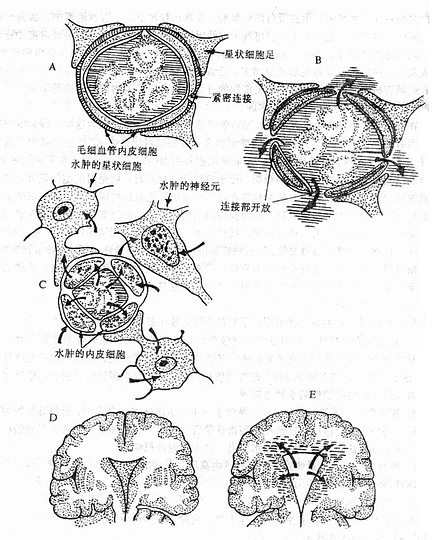 A
星状细胞足
B
紧密连接
毛细血管内皮细胞
水肿的星状细胞
水肿的神经元
连接部开放
C
水肿的内皮细胞
D
E